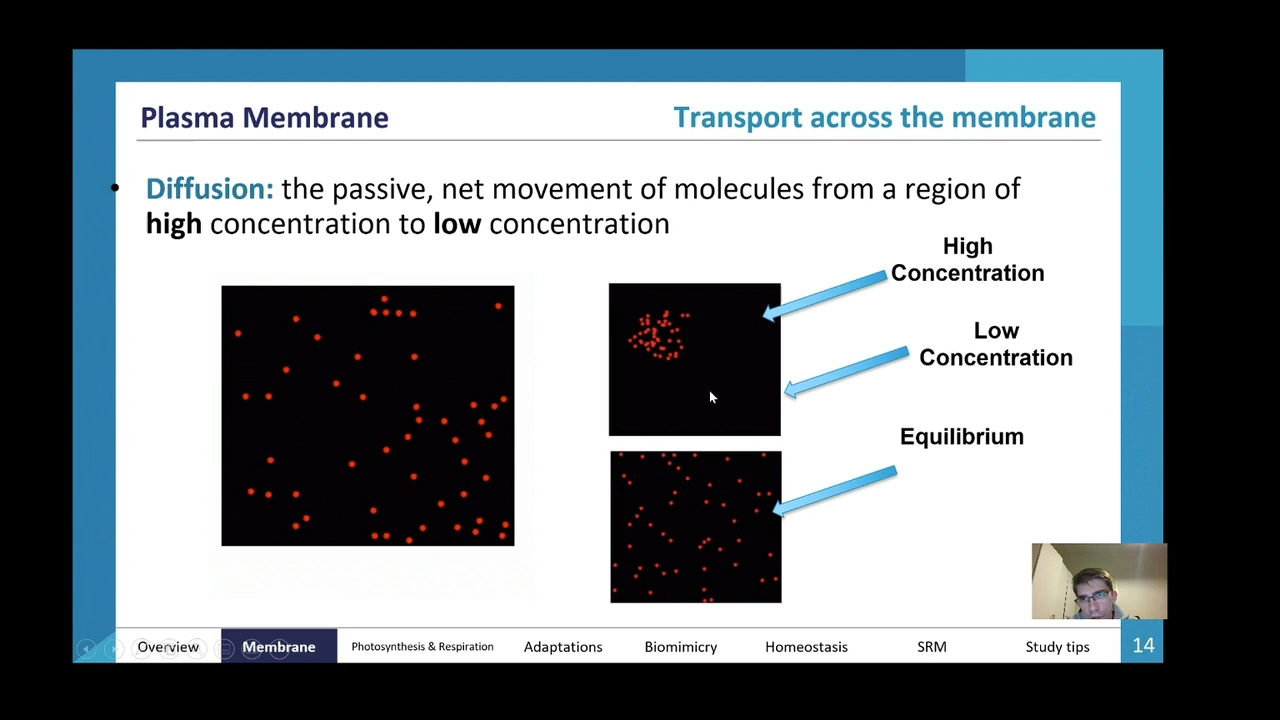 Plasma Membrane
Transport across the membrane
• Diffusion: the passive, net movement of molecules from a region of
high concentration to low concentration
High
Concentration
Low
Concentration
Equilibrium
Overview
Membrane
Photosynthesis & Respiration
Adaptations
Biomimicry
Homeostasis
SRM
Study tips
14